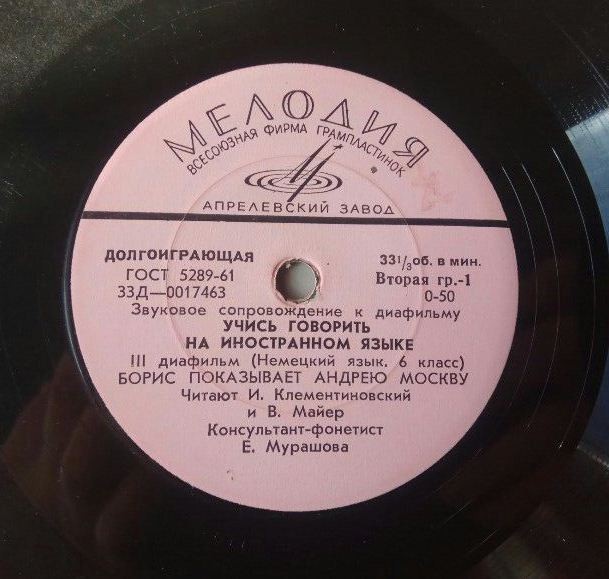 МЕЛОДИЯ
ВСЕСОЮЗНАЯ ФИРМА ГРАМПЛАСТИНОК
АПРЕЛЕВСКИЙ ЗАВОД
ДОЛГОИГРАЮЩАЯ 33⅓ об. в мин.
ГОСТ 5289-61 Вторая гр.-1
33Д—0017463 0-50
Звуковое сопровождение к диафильму
УЧИСЬ ГОВОРИТЬ
НА ИНОСТРАННОМ ЯЗЫКЕ
III диафильм (Немецкий язык. 6 класс)
БОРИС ПОКАЗЫВАЕТ АНДРЕЮ МОСКВУ
Читают И. Клементиновский
и В. Майер
Консультант-фонетист
Е. Мурашова